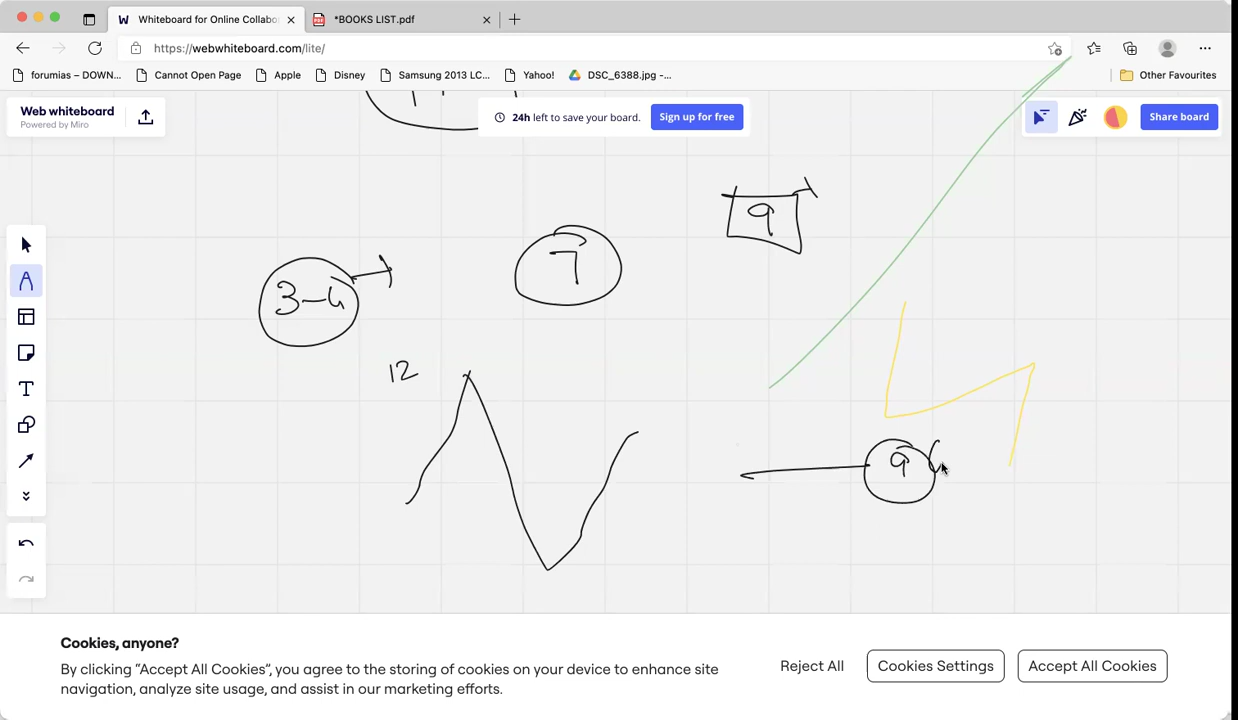 Whiteboard for Online Collabo
*BOOKS LIST.pdf
https://webwhiteboard.com/lite/
forumias – DOWN...
Cannot Open Page
Apple
Disney
Samsung 2013 LC...
Yahoo!
DSC_6388.jpg -...
Other Favourites
Web whiteboard
Powered by Miro
24h left to save your board.
Sign up for free
Share board
9
7
3-4
12
9
Cookies, anyone?
By clicking “Accept All Cookies”, you agree to the storing of cookies on your device to enhance site
navigation, analyze site usage, and assist in our marketing efforts.
Reject All
Cookies Settings
Accept All Cookies